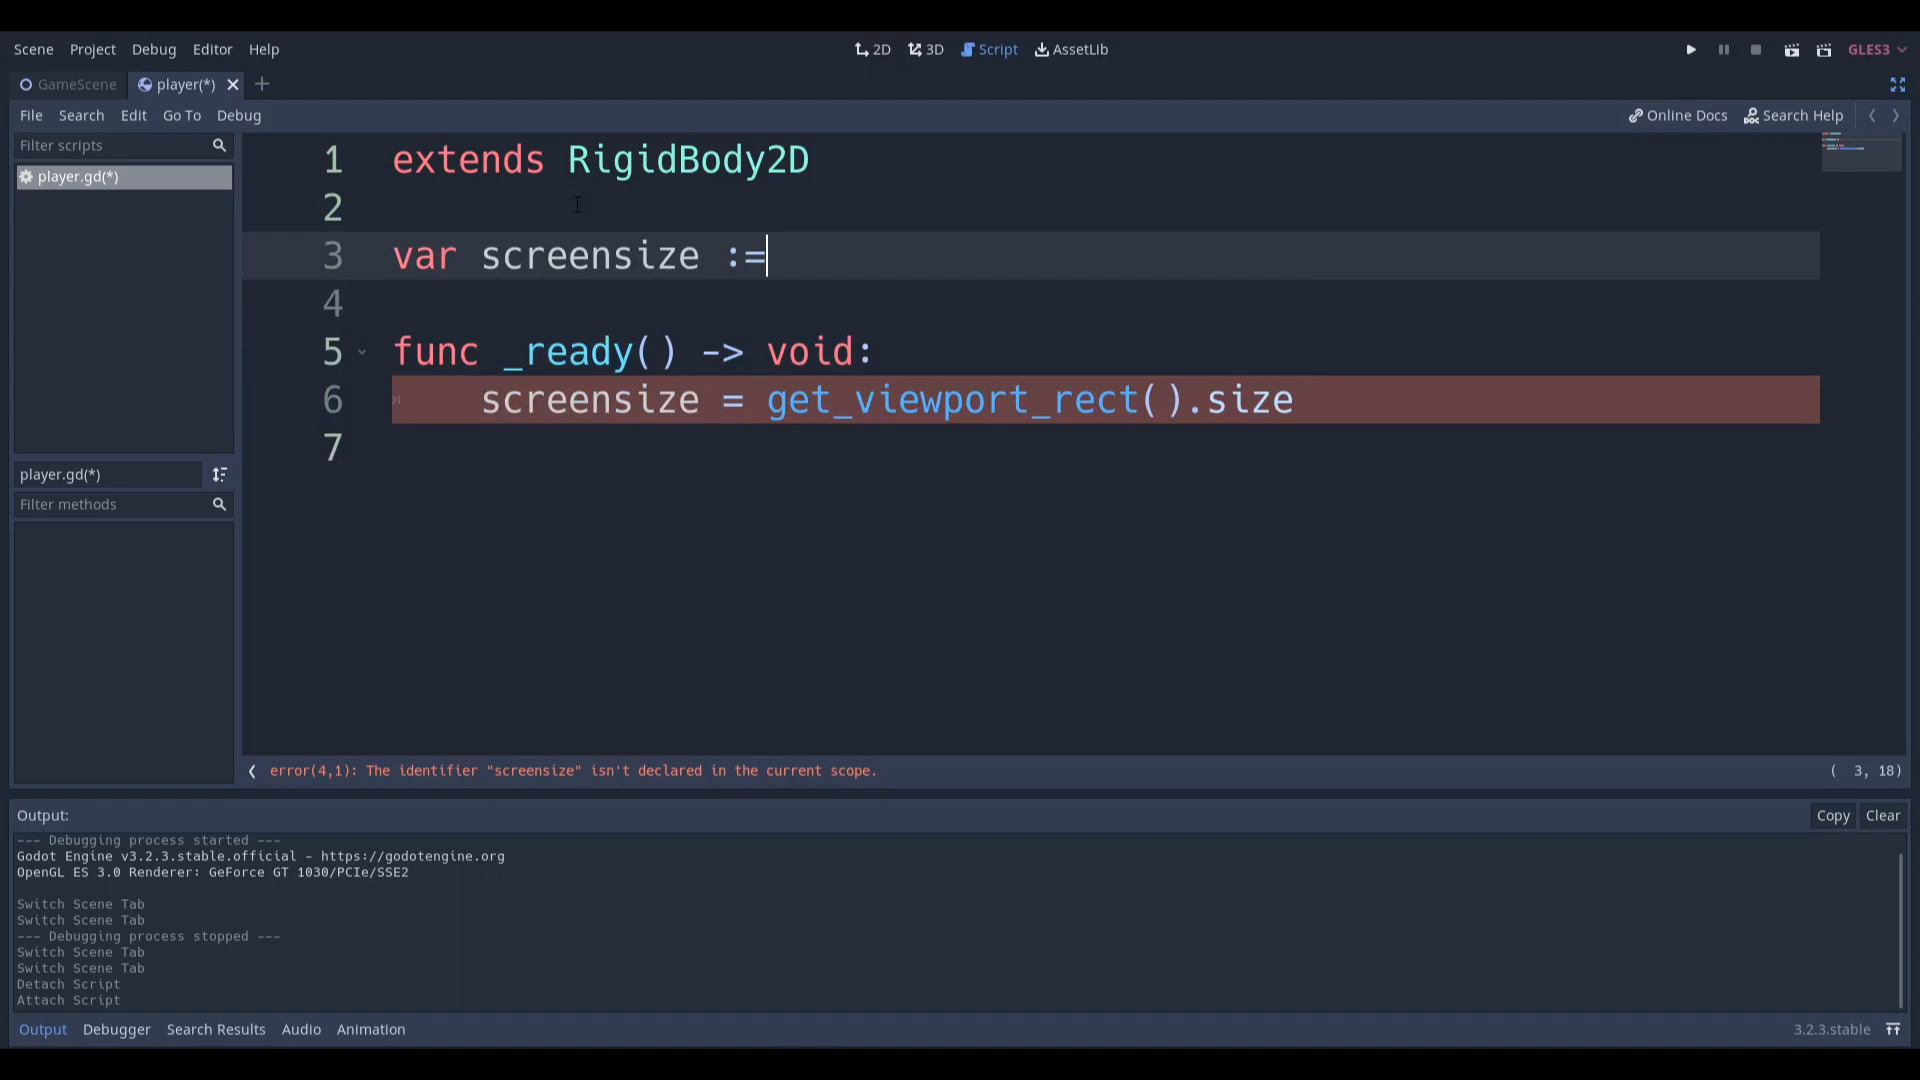 Scene Project Debug Editor Help 2D 3D Script AssetLib GLES3
GameScene player(*)
File Search Edit Go To Debug Online Docs Search Help
Filter scripts
player.gd(*)
player.gd(*)
Filter methods
1 extends RigidBody2D
2
3 var screensize :=
4
5 func _ready() -> void:
6 screensize = get_viewport_rect().size
7
error(4,1): The identifier "screensize" isn't declared in the current scope. ( 3, 18)
Output: Copy Clear
--- Debugging process started ---
Godot Engine v3.2.3.stable.official - https://godotengine.org
OpenGL ES 3.0 Renderer: GeForce GT 1030/PCIe/SSE2
Switch Scene Tab
Switch Scene Tab
--- Debugging process stopped ---
Switch Scene Tab
Switch Scene Tab
Detach Script
Attach Script
Output Debugger Search Results Audio Animation 3.2.3.stable